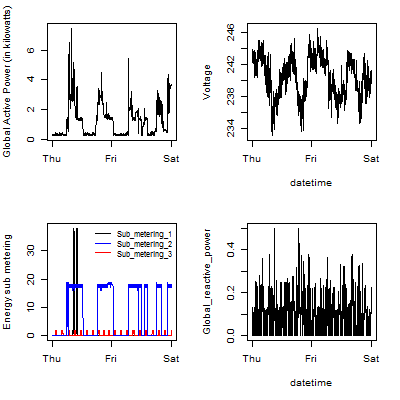 Global Active Power (in kilowatts)
6
4
2
0
Thu
Fri
Sat
Voltage
246
242
238
234
Thu
Fri
Sat
datetime
Energy sub metering
30
20
10
0
Sub_metering_1
Sub_metering_2
Sub_metering_3
Thu
Fri
Sat
Global_reactive_power
0.4
0.2
0.0
Thu
Fri
Sat
datetime